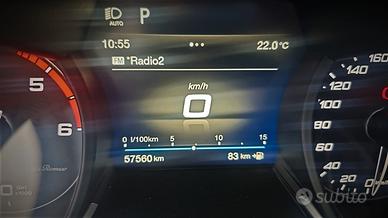 AUTO P
10:55 ••• 22.0°C
FM *Radio2
km/h
0
0 l/100km 5 10 15
57560 km 83 km
5
6
160
140
120
100
80
60
40
20
0
subito